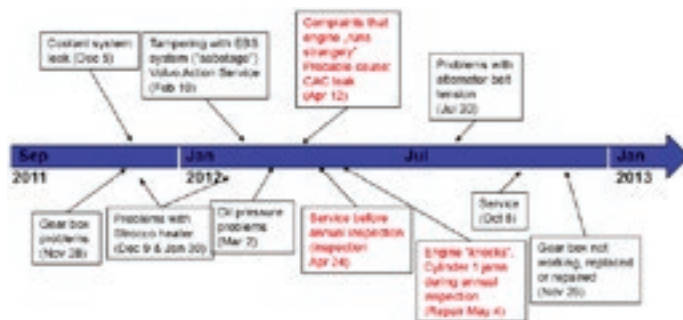 Coolant system
leak (Dec 5)
Tampering with EBS
system ("sabotage")
Volvo Action Service
(Feb 10)
Complaints that
engine „runs
strangely"
Probable cause:
CAC leak
(Apr 12)
Problems with
alternator belt
tension
(Jul 20)
Sep
Jan
Jul
Jan
2011
2012
2013
Gear box
problems
(Nov 28)
Problems with
heater
(Dec 9 & Jan 30)
Oil pressure
problems
(Mar 7)
Service before
annual inspection
(inspection
Apr 24)
Engine "knocks".
Cylinder 1 jams
during annual
inspection
(Repair May 4)
Service
(Oct 8)
Gear box not
working, replaced
or repaired
(Nov 25)